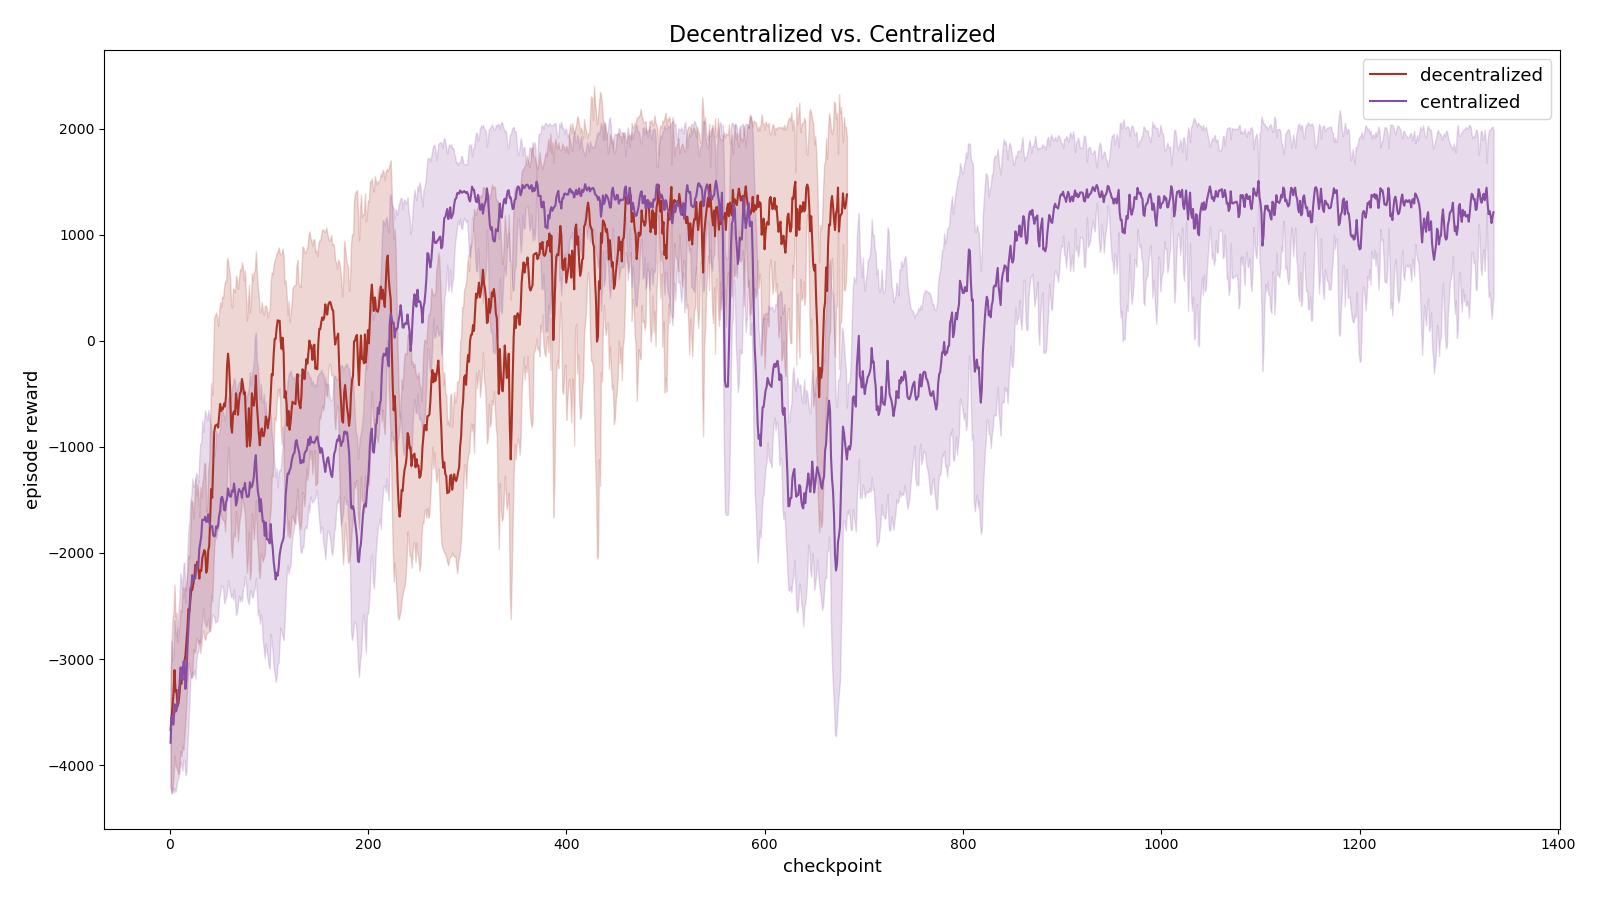 Decentralized vs. Centralized
decentralized
centralized
2000
1000
0
−1000
−2000
−3000
−4000
episode reward
0 200 400 600 800 1000 1200 1400
checkpoint